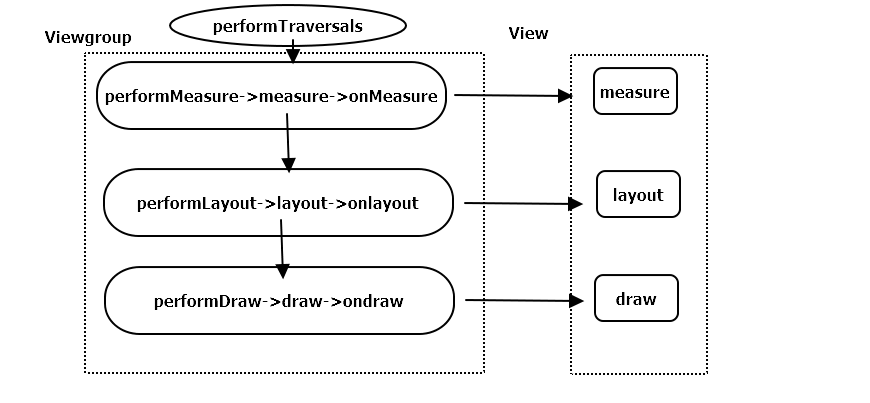 performTraversals
Viewgroup
View
performMeasure->measure->onMeasure
measure
performLayout->layout->onlayout
layout
performDraw->draw->ondraw
draw